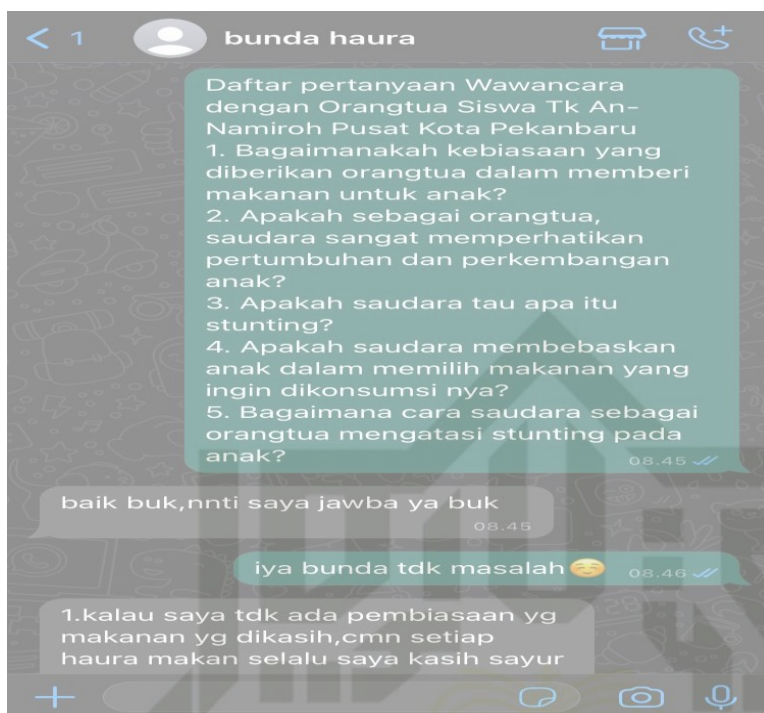 1
bunda haura
Daftar pertanyaan Wawancara
dengan Orangtua Siswa Tk An-
Namiroh Pusat Kota Pekanbaru
1. Bagaimanakah kebiasaan yang
diberikan orangtua dalam memberi
makanan untuk anak?
2. Apakah sebagai orangtua,
saudara sangat memperhatikan
pertumbuhan dan perkembangan
anak?
3. Apakah saudara tau apa itu
stunting?
4. Apakah saudara membebaskan
anak dalam memilih makanan yang
ingin dikonsumsi nya?
5. Bagaimana cara saudara sebagai
orangtua mengatasi stunting pada
anak?
08.45
baik buk,nnti saya jawba ya buk
08.45
iya bunda tdk masalah☺️
08.46
1.kalau saya tdk ada pembiasaan yg
makanan yg dikasih,cmn setiap
haura makan selalu saya kasih sayur